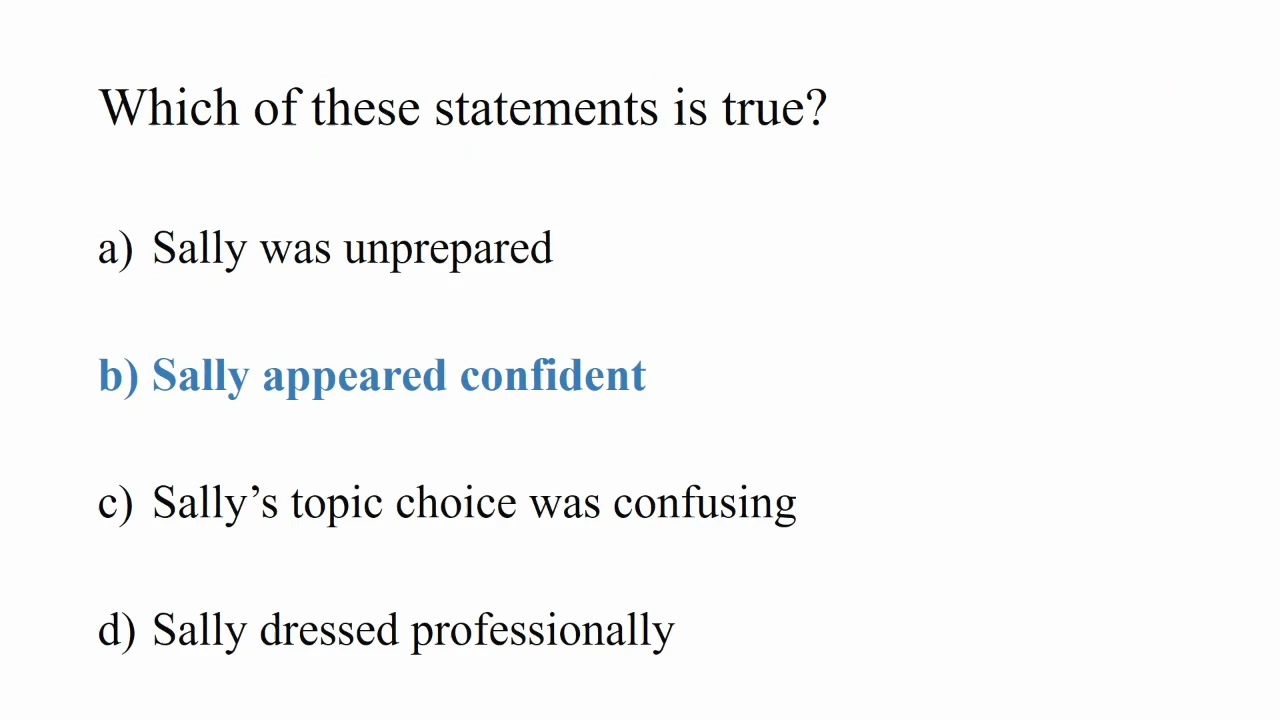 Which of these statements is true?
a) Sally was unprepared
b) Sally appeared confident
c) Sally’s topic choice was confusing
d) Sally dressed professionally